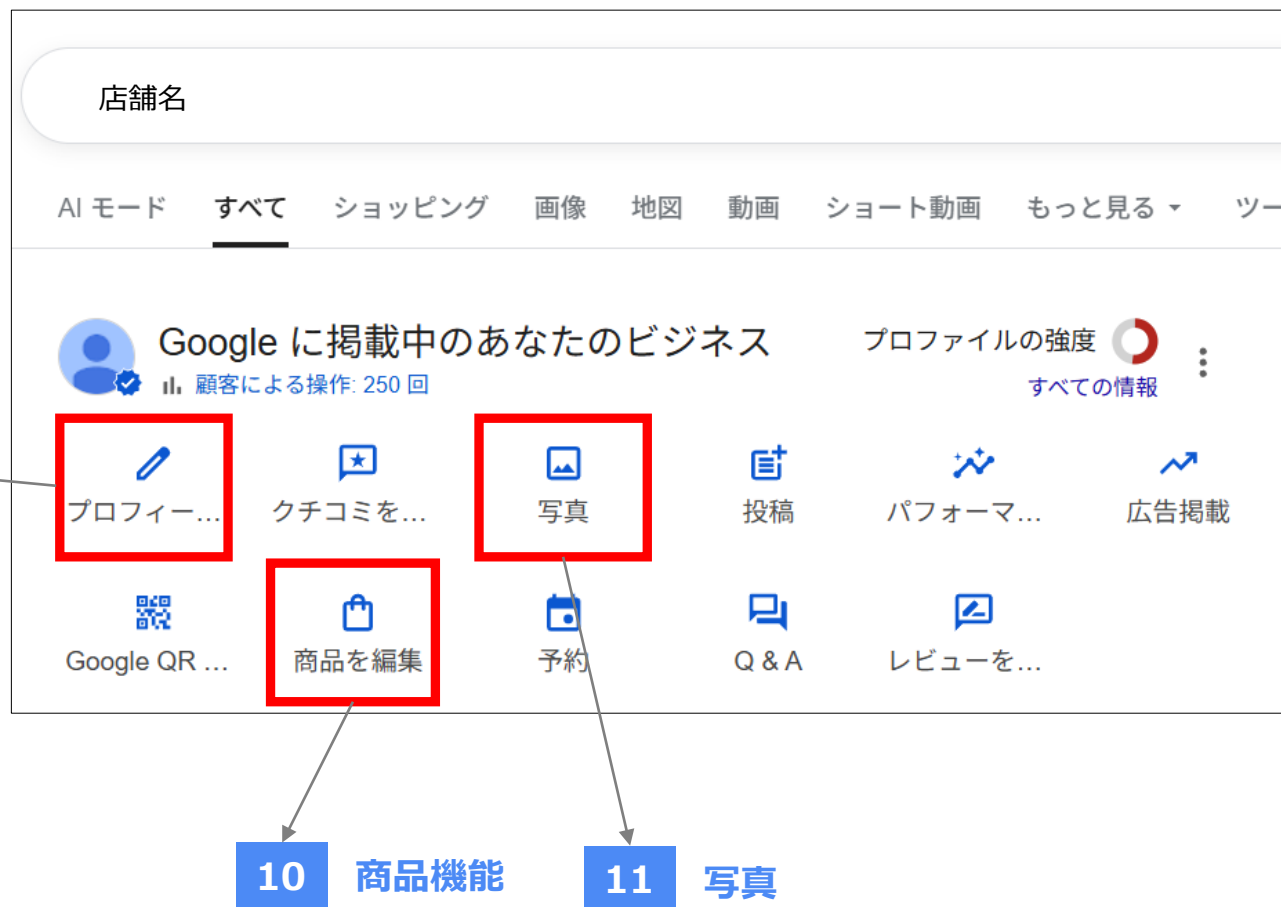 店舗名
AI モード すべて ショッピング 画像 地図 動画 ショート動画 もっと見る ツー
Google に掲載中のあなたのビジネス プロファイルの強度
顧客による操作: 250 回 すべての情報
プロフィー… クチコミを… 写真 投稿 パフォーマ… 広告掲載
Google QR … 商品を編集 予約 Q & A レビューを…
10 商品機能 11 写真